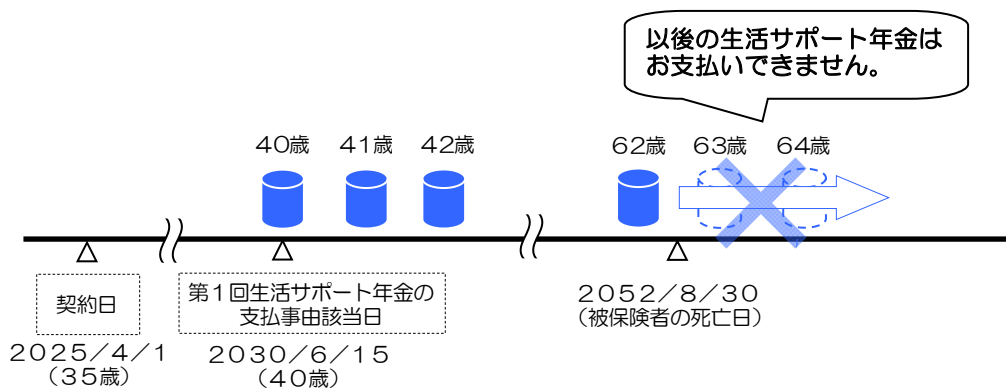 以後の生活サポート年金は
お支払いできません。
４０歳 ４１歳 ４２歳 ６２歳 ６３歳 ６４歳
契約日
２０２５／４／１
（３５歳）
第１回生活サポート年金の
支払事由該当日
２０３０／６／１５
（４０歳）
２０５２／８／３０
（被保険者の死亡日）